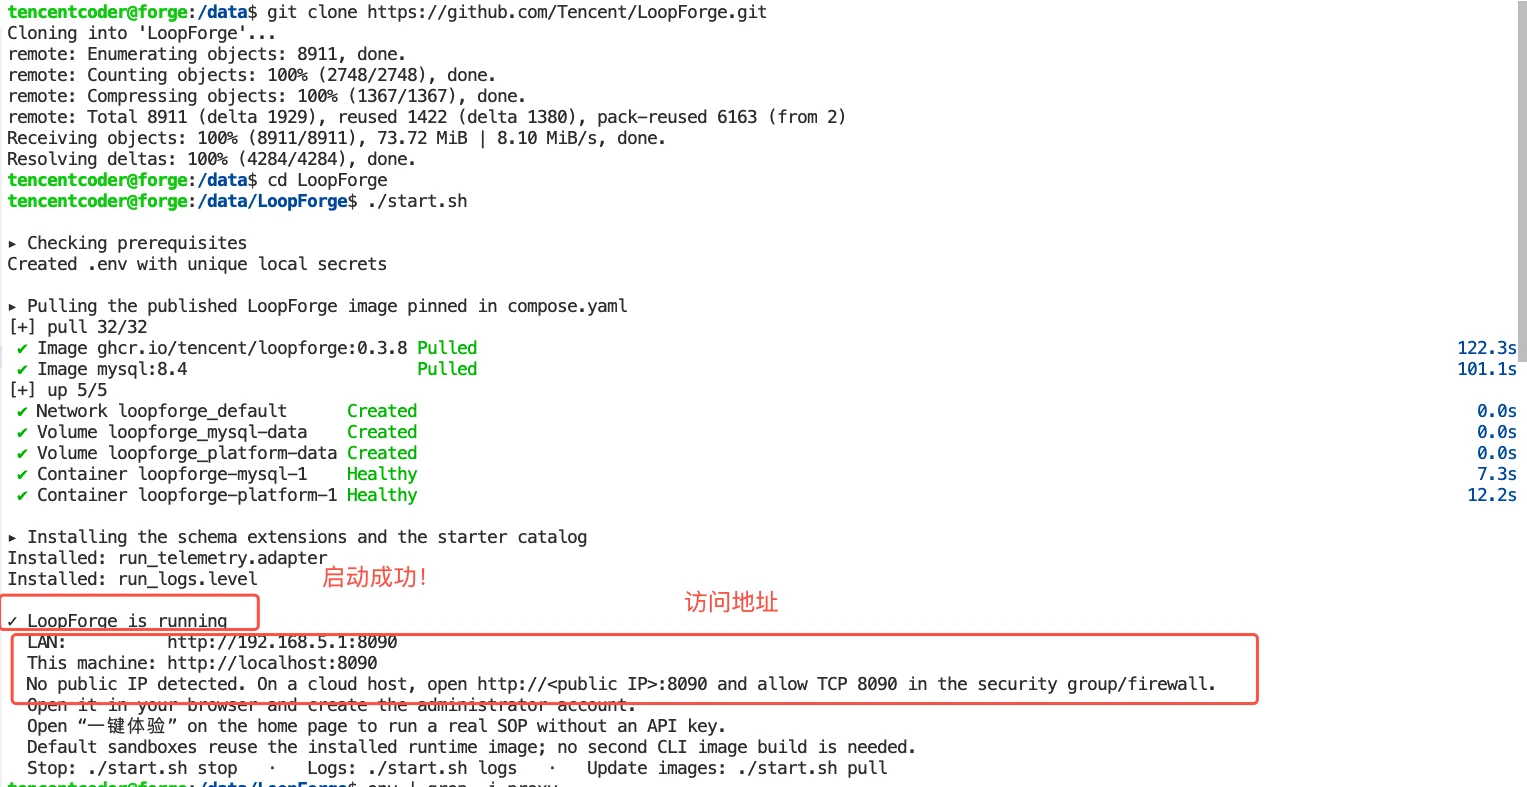 tencentcoder@forge:/data$ git clone https://github.com/Tencent/LoopForge.git
Cloning into 'LoopForge'...
remote: Enumerating objects: 8911, done.
remote: Counting objects: 100% (2748/2748), done.
remote: Compressing objects: 100% (1367/1367), done.
remote: Total 8911 (delta 1929), reused 1422 (delta 1380), pack-reused 6163 (from 2)
Receiving objects: 100% (8911/8911), 73.72 MiB | 8.10 MiB/s, done.
Resolving deltas: 100% (4284/4284), done.
tencentcoder@forge:/data$ cd LoopForge
tencentcoder@forge:/data/LoopForge$ ./start.sh
▸ Checking prerequisites
Created .env with unique local secrets
▸ Pulling the published LoopForge image pinned in compose.yaml
[+] pull 32/32
✔ Image ghcr.io/tencent/loopforge:0.3.8 Pulled 122.3s
✔ Image mysql:8.4 Pulled 101.1s
[+] up 5/5
✔ Network loopforge_default Created 0.0s
✔ Volume loopforge_mysql-data Created 0.0s
✔ Volume loopforge_platform-data Created 0.0s
✔ Container loopforge-mysql-1 Healthy 7.3s
✔ Container loopforge-platform-1 Healthy 12.2s
▸ Installing the schema extensions and the starter catalog
Installed: run_telemetry.adapter
Installed: run_logs.level
启动成功！
访问地址
✓ LoopForge is running
LAN: http://192.168.5.1:8090
This machine: http://localhost:8090
No public IP detected. On a cloud host, open http://<public IP>:8090 and allow TCP 8090 in the security group/firewall.
Open it in your browser and create the administrator account.
Open “一键体验” on the home page to run a real SOP without an API key.
Default sandboxes reuse the installed runtime image; no second CLI image build is needed.
Stop: ./start.sh stop · Logs: ./start.sh logs · Update images: ./start.sh pull
tencentcoder@forge:/data/LoopForge$ env | grep -i proxy